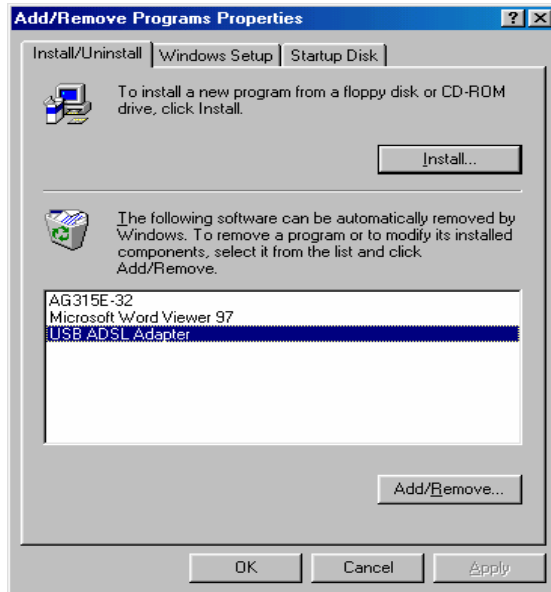 Add/Remove Programs Properties
Install/Uninstall Windows Setup Startup Disk
To install a new program from a floppy disk or CD-ROM
drive, click Install.
Install...
The following software can be automatically removed by
Windows. To remove a program or to modify its installed
components, select it from the list and click
Add/Remove.
AG315E-32
Microsoft Word Viewer 97
USB ADSL Adapter
Add/Remove...
OK Cancel Apply